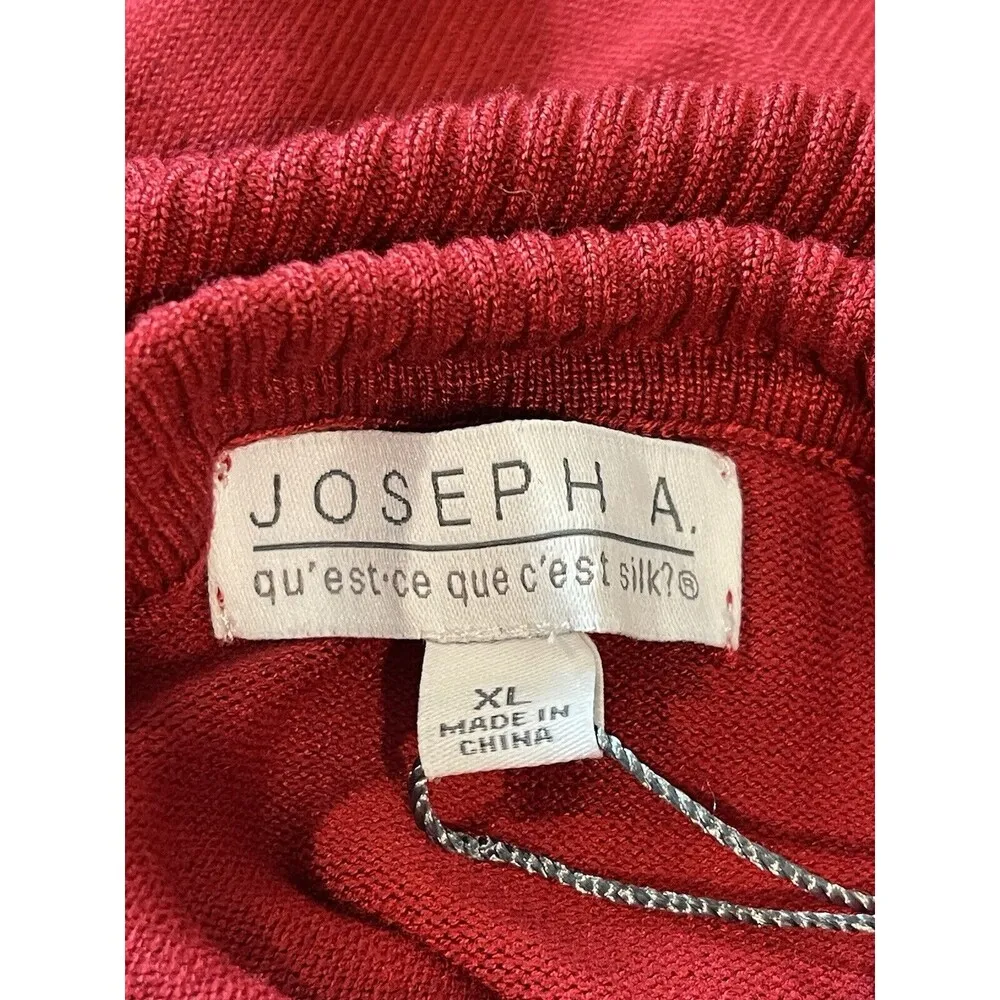 JOSEPH A.
qu'est·ce que c'est silk?®
XL
MADE IN
CHINA